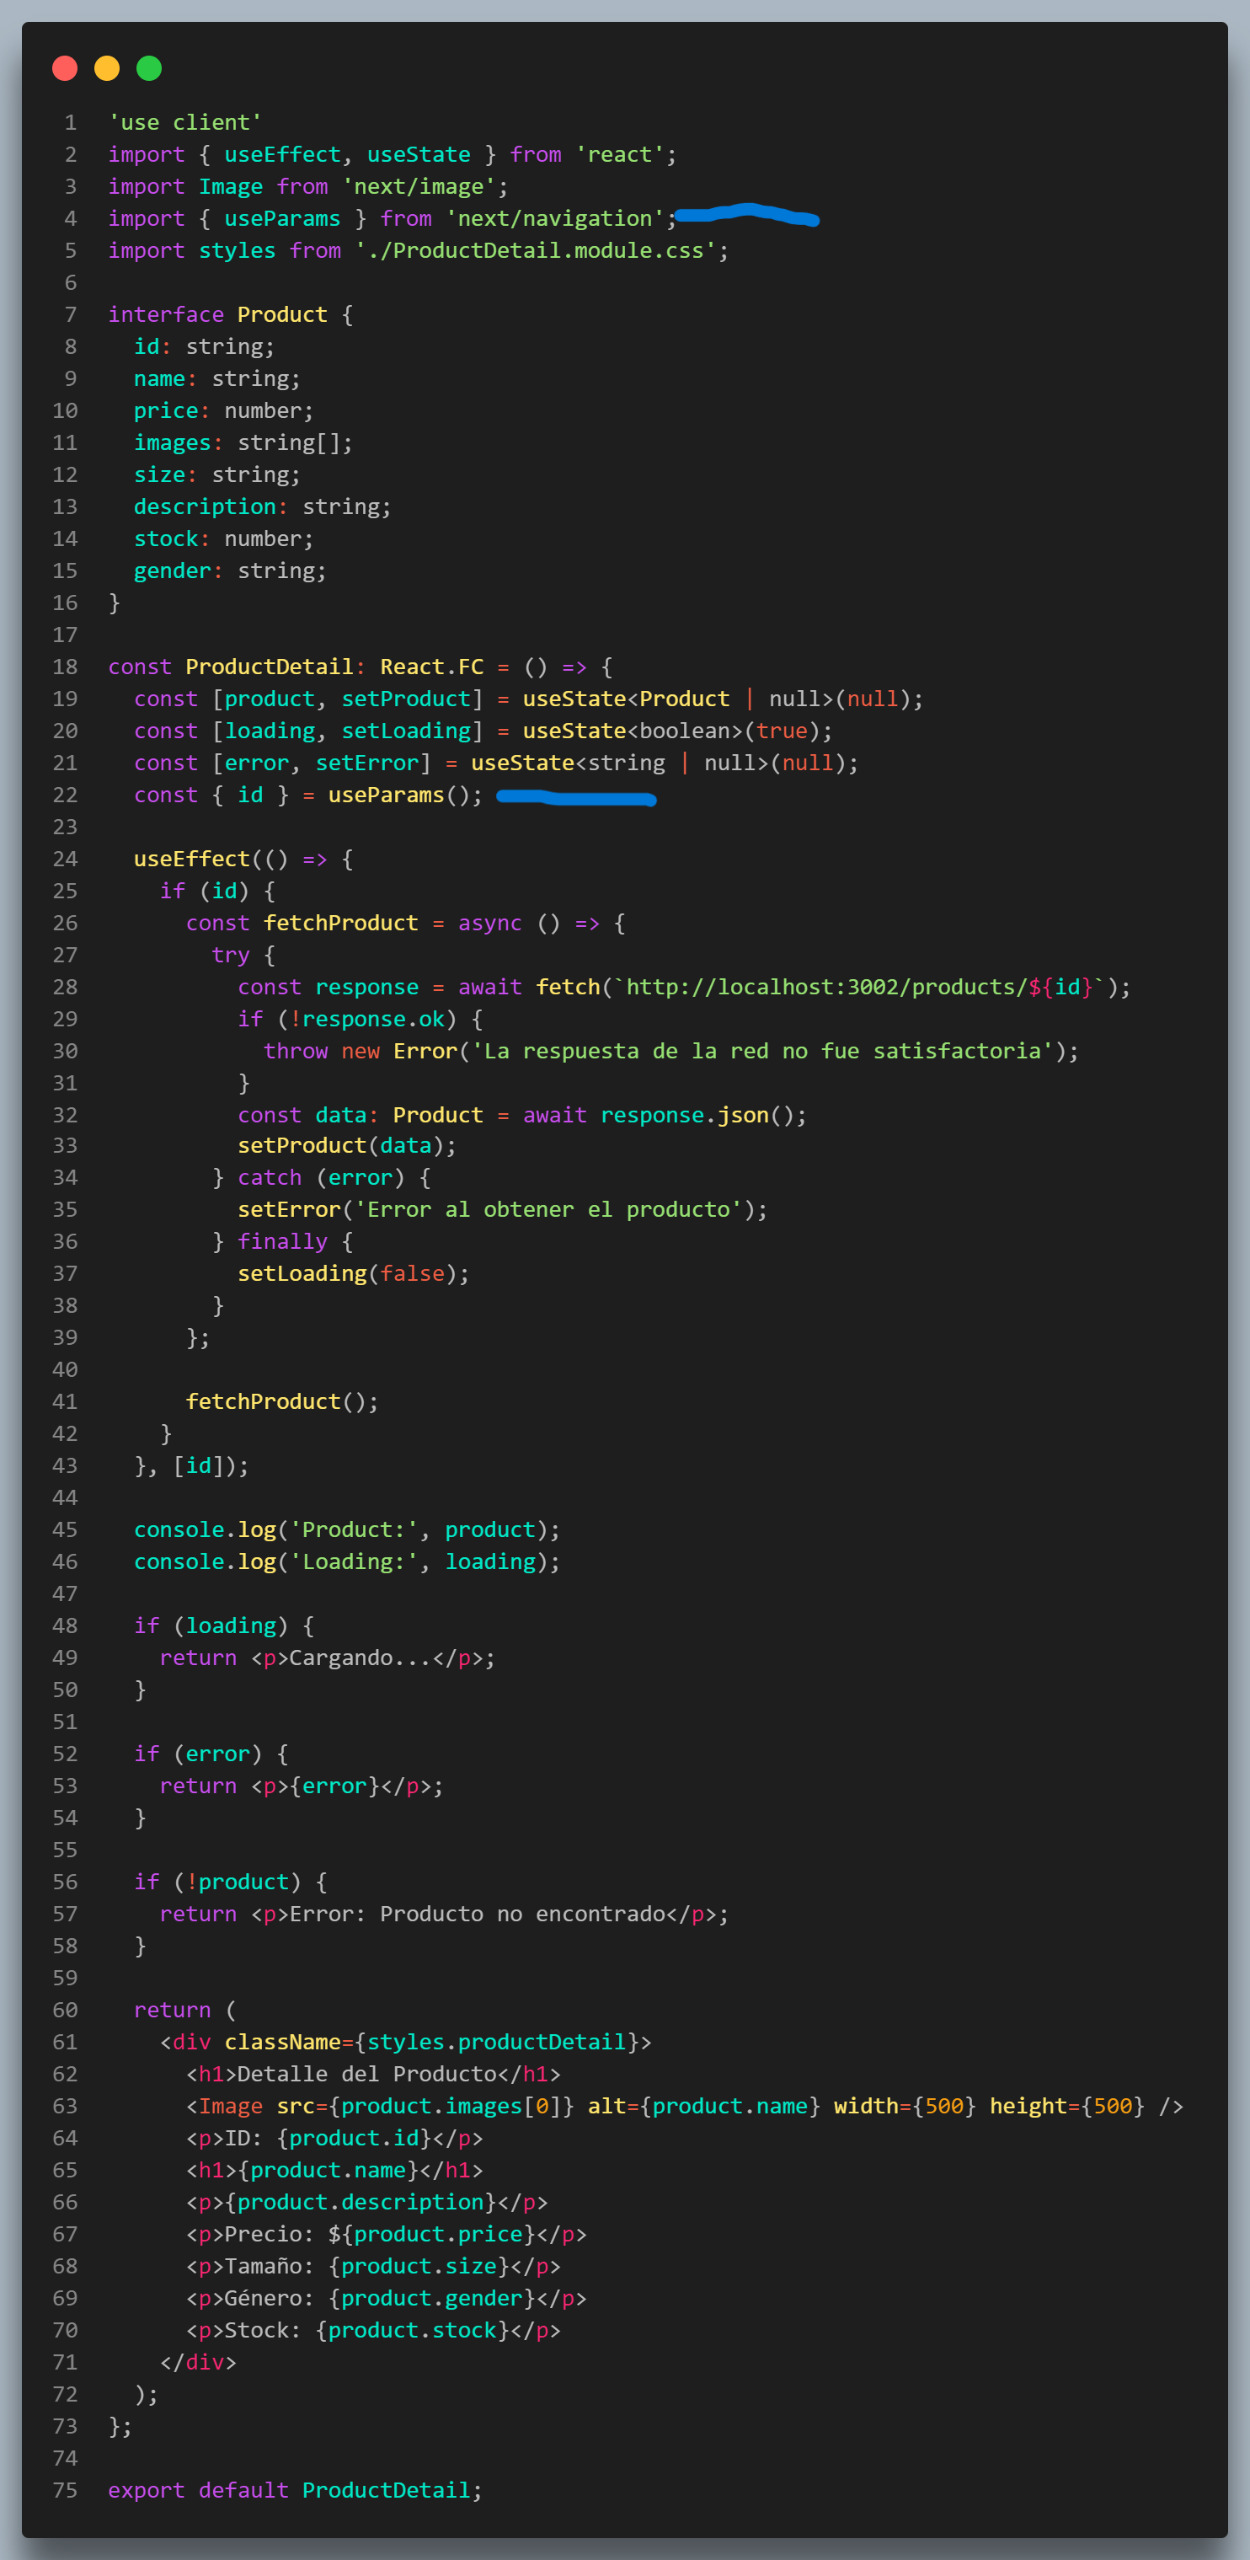 1 'use client'
2 import { useEffect, useState } from 'react';
3 import Image from 'next/image';
4 import { useParams } from 'next/navigation';
5 import styles from './ProductDetail.module.css';
6
7 interface Product {
8   id: string;
9   name: string;
10   price: number;
11   images: string[];
12   size: string;
13   description: string;
14   stock: number;
15   gender: string;
16 }
17
18 const ProductDetail: React.FC = () => {
19   const [product, setProduct] = useState<Product | null>(null);
20   const [loading, setLoading] = useState<boolean>(true);
21   const [error, setError] = useState<string | null>(null);
22   const { id } = useParams();
23
24   useEffect(() => {
25     if (id) {
26       const fetchProduct = async () => {
27         try {
28           const response = await fetch(`http://localhost:3002/products/${id}`);
29           if (!response.ok) {
30             throw new Error('La respuesta de la red no fue satisfactoria');
31           }
32           const data: Product = await response.json();
33           setProduct(data);
34         } catch (error) {
35           setError('Error al obtener el producto');
36         } finally {
37           setLoading(false);
38         }
39       };
40
41       fetchProduct();
42     }
43   }, [id]);
44
45   console.log('Product:', product);
46   console.log('Loading:', loading);
47
48   if (loading) {
49     return <p>Cargando...</p>;
50   }
51
52   if (error) {
53     return <p>{error}</p>;
54   }
55
56   if (!product) {
57     return <p>Error: Producto no encontrado</p>;
58   }
59
60   return (
61     <div className={styles.productDetail}>
62       <h1>Detalle del Producto</h1>
63       <Image src={product.images[0]} alt={product.name} width={500} height={500} />
64       <p>ID: {product.id}</p>
65       <h1>{product.name}</h1>
66       <p>{product.description}</p>
67       <p>Precio: ${product.price}</p>
68       <p>Tamaño: {product.size}</p>
69       <p>Género: {product.gender}</p>
70       <p>Stock: {product.stock}</p>
71     </div>
72   );
73 };
74
75 export default ProductDetail;